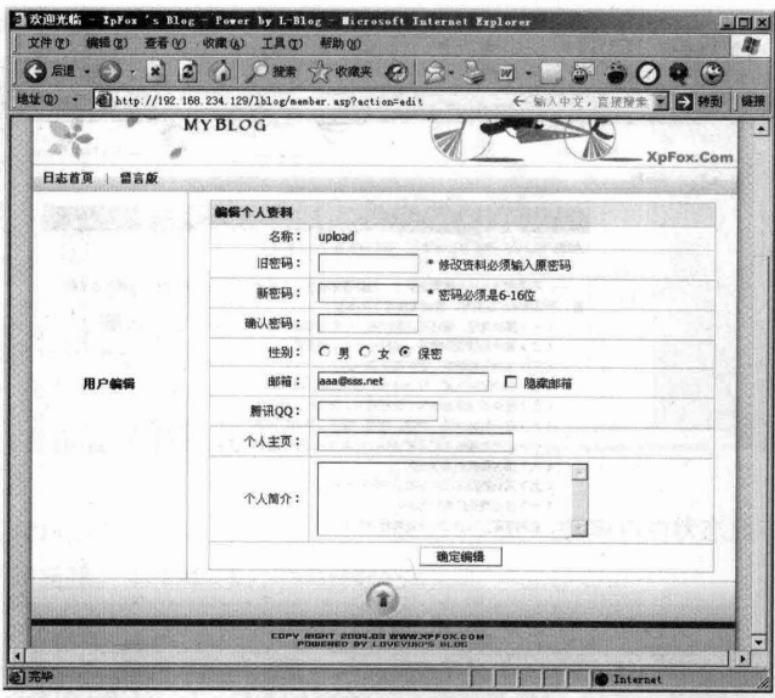 欢迎光临 - XpFox 's Blog - Power by L-Blog - Microsoft Internet Explorer
文件(F) 编辑(E) 查看(V) 收藏(A) 工具(T) 帮助(H)
后退 搜索 收藏夹
地址(D) http://192.168.234.129/lblog/member.asp?action=edit ← 输入中文，直接搜索 转到 链接
MYBLOG
XpFox.Com
日志首页 | 留言版
编辑个人资料
名称： upload
旧密码： * 修改资料必须输入原密码
新密码： * 密码必须是6-16位
确认密码：
性别： 男 女 保密
用户编辑
邮箱： aaa@sss.net 隐藏邮箱
腾讯QQ：
个人主页：
个人简介：
确定编辑
COPY RIGHT 2004.03 WWW.XPFOX.COM
POWERED BY LOVEYUKI'S BLOG
完毕 Internet